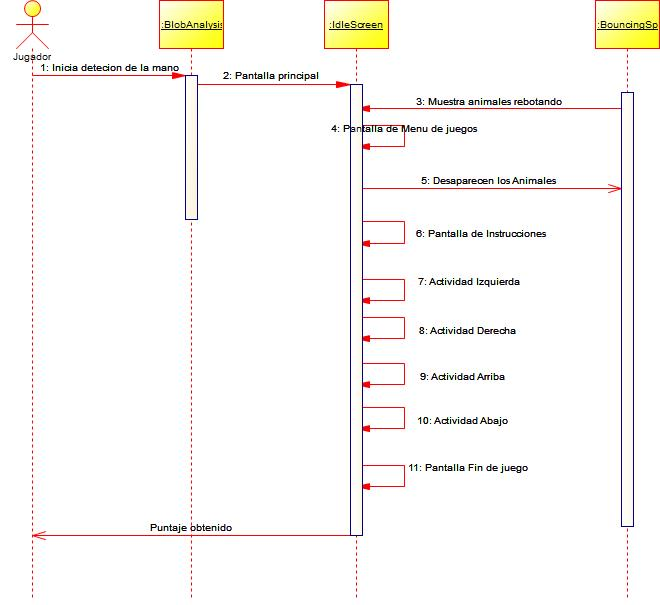 :BlobAnalysis
:IdleScreen
:BouncingSp
Jugador
1: Inicia detecion de la mano
2: Pantalla principal
3: Muestra animales rebotando
4: Pantalla de Menu de juegos
5: Desaparecen los Animales
6: Pantalla de Instrucciones
7: Actividad Izquierda
8: Actividad Derecha
9: Actividad Arriba
10: Actividad Abajo
11: Pantalla Fin de juego
Puntaje obtenido